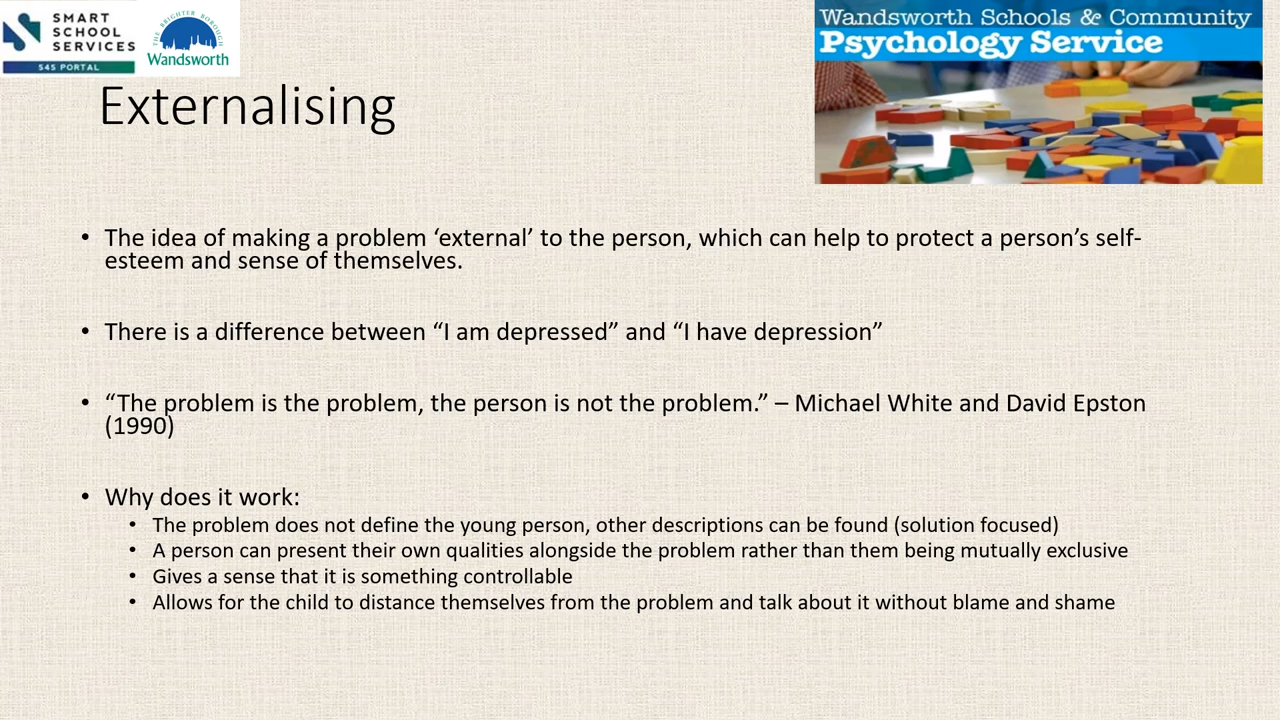 SMART
SCHOOL
SERVICES
S4S PORTAL
THE BRIGHTER BOROUGH
Wandsworth
Wandsworth Schools & Community
Psychology Service
Externalising
• The idea of making a problem ‘external’ to the person, which can help to protect a person’s self-
esteem and sense of themselves.
• There is a difference between “I am depressed” and “I have depression”
• “The problem is the problem, the person is not the problem.” – Michael White and David Epston
(1990)
• Why does it work:
• The problem does not define the young person, other descriptions can be found (solution focused)
• A person can present their own qualities alongside the problem rather than them being mutually exclusive
• Gives a sense that it is something controllable
• Allows for the child to distance themselves from the problem and talk about it without blame and shame